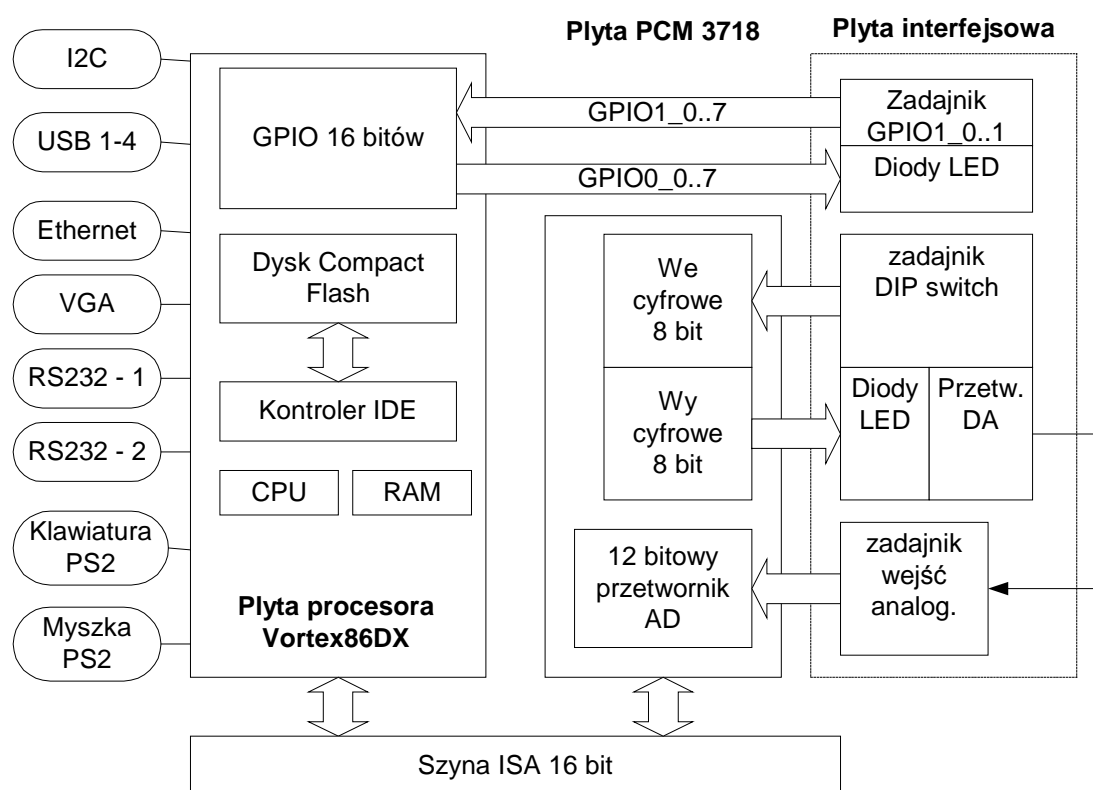 Plyta PCM 3718
Plyta interfejsowa
I2C
USB 1-4
Ethernet
VGA
RS232 - 1
RS232 - 2
Klawiatura
PS2
Myszka
PS2
GPIO 16 bitów
Dysk Compact
Flash
Kontroler IDE
CPU
RAM
Plyta procesora
Vortex86DX
GPIO1_0..7
GPIO0_0..7
We
cyfrowe
8 bit
Wy
cyfrowe
8 bit
12 bitowy
przetwornik
AD
Zadajnik
GPIO1_0..1
Diody LED
zadajnik
DIP switch
Diody
LED
Przetw.
DA
zadajnik
wejść
analog.
Szyna ISA 16 bit